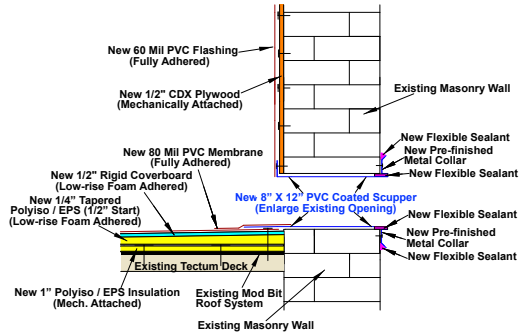 New 60 Mil PVC Flashing
(Fully Adhered)
New 1/2" CDX Plywood
(Mechanically Attached)
Existing Masonry Wall
New 80 Mil PVC Membrane
(Fully Adhered)
New Flexible Sealant
New Pre-finished
Metal Collar
New Flexible Sealant
New 1/2" Rigid Coverboard
(Low-rise Foam Adhered)
New 1/4” Tapered
Polyiso / EPS (1/2” Start)
(Low-rise Foam Adhered)
New 8” X 12” PVC Coated Scupper
(Enlarge Existing Opening)
New Flexible Sealant
New Pre-finished
Metal Collar
New Flexible Sealant
Existing Tectum Deck
New 1” Polyiso / EPS Insulation
(Mech. Attached)
Existing Mod Bit
Roof System
Existing Masonry Wall